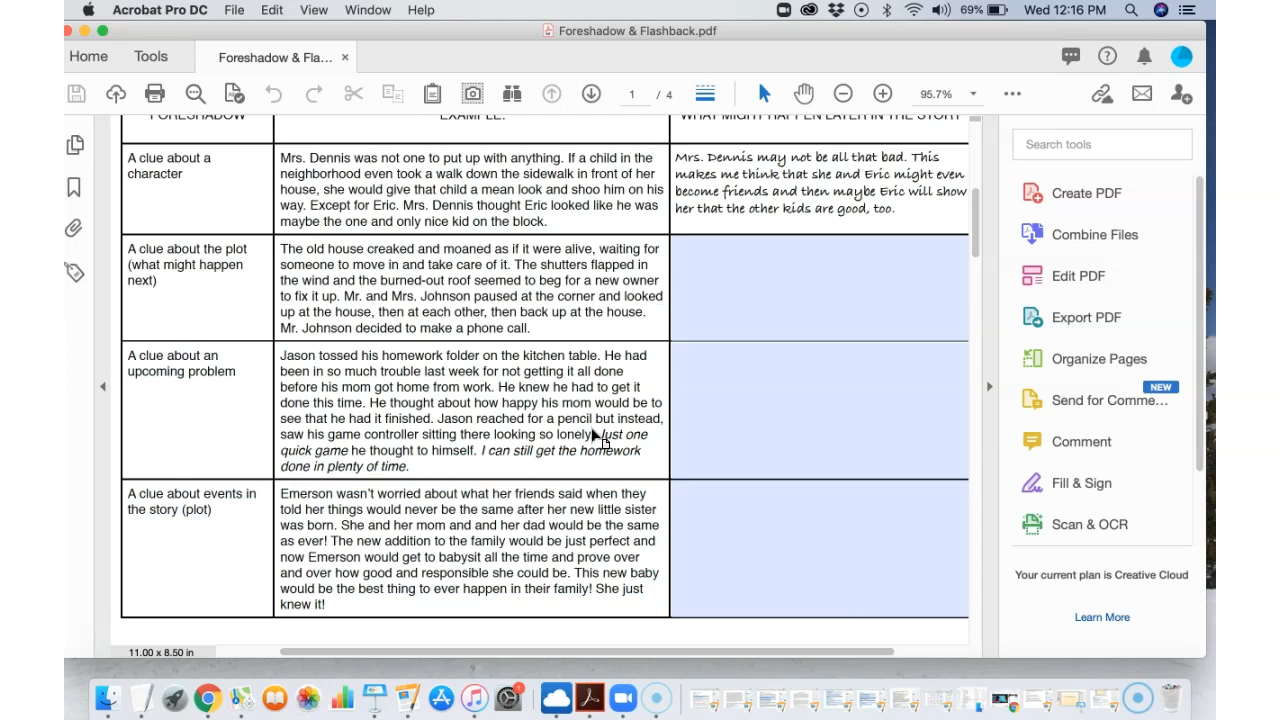 Acrobat Pro DC File Edit View Window Help 69% Wed 12:16 PM
Foreshadow & Flashback.pdf
Home Tools Foreshadow & Fla... ×
1 / 4 95.7%
FORESHADOW EXAMPLE: WHAT MIGHT HAPPEN LATER IN THE STORY
A clue about a
character
Mrs. Dennis was not one to put up with anything. If a child in the
neighborhood even took a walk down the sidewalk in front of her
house, she would give that child a mean look and shoo him on his
way. Except for Eric. Mrs. Dennis thought Eric looked like he was
maybe the one and only nice kid on the block.
Mrs. Dennis may not be all that bad. This
makes me think that she and Eric might even
become friends and then maybe Eric will show
her that the other kids are good, too.
A clue about the plot
(what might happen
next)
The old house creaked and moaned as if it were alive, waiting for
someone to move in and take care of it. The shutters flapped in
the wind and the burned-out roof seemed to beg for a new owner
to fix it up. Mr. and Mrs. Johnson paused at the corner and looked
up at the house, then at each other, then back up at the house.
Mr. Johnson decided to make a phone call.
A clue about an
upcoming problem
Jason tossed his homework folder on the kitchen table. He had
been in so much trouble last week for not getting it all done
before his mom got home from work. He knew he had to get it
done this time. He thought about how happy his mom would be to
see that he had it finished. Jason reached for a pencil but instead,
saw his game controller sitting there looking so lonely. Just one
quick game he thought to himself. I can still get the homework
done in plenty of time.
A clue about events in
the story (plot)
Emerson wasn't worried about what her friends said when they
told her things would never be the same after her new little sister
was born. She and her mom and and her dad would be the same
as ever! The new addition to the family would be just perfect and
now Emerson would get to babysit all the time and prove over
and over how good and responsible she could be. This new baby
would be the best thing to ever happen in their family! She just
knew it!
11.00 x 8.50 in
Search tools
Create PDF
Combine Files
Edit PDF
Export PDF
Organize Pages
NEW
Send for Comme...
Comment
Fill & Sign
Scan & OCR
Your current plan is Creative Cloud
Learn More